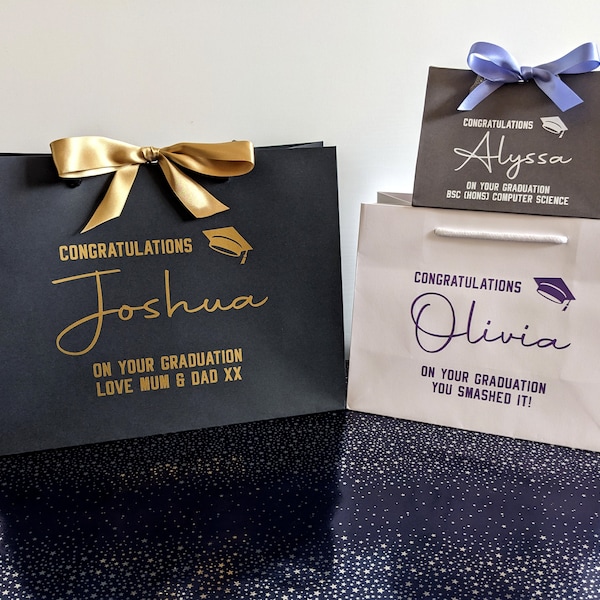 CONGRATULATIONS
Joshua
ON YOUR GRADUATION
LOVE MUM & DAD XX
CONGRATULATIONS
Alyssa
ON YOUR GRADUATION
BSC (HONS) COMPUTER SCIENCE
CONGRATULATIONS
Olivia
ON YOUR GRADUATION
YOU SMASHED IT!